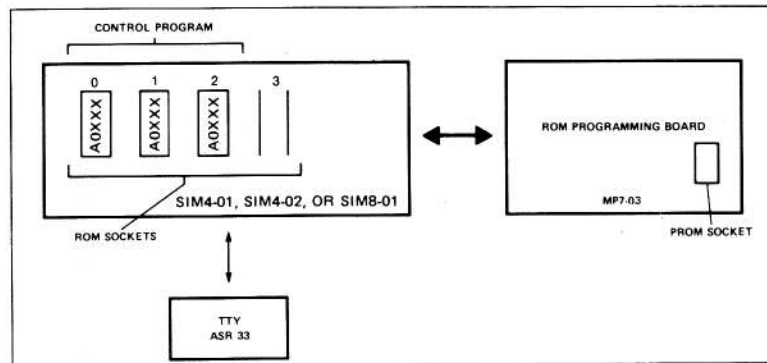 CONTROL PROGRAM
0 1 2 3
A0XXX A0XXX A0XXX
ROM PROGRAMMING BOARD
SIM4-01, SIM4-02, OR SIM8-01
MP7-03
ROM SOCKETS
PROM SOCKET
TTY
ASR 33